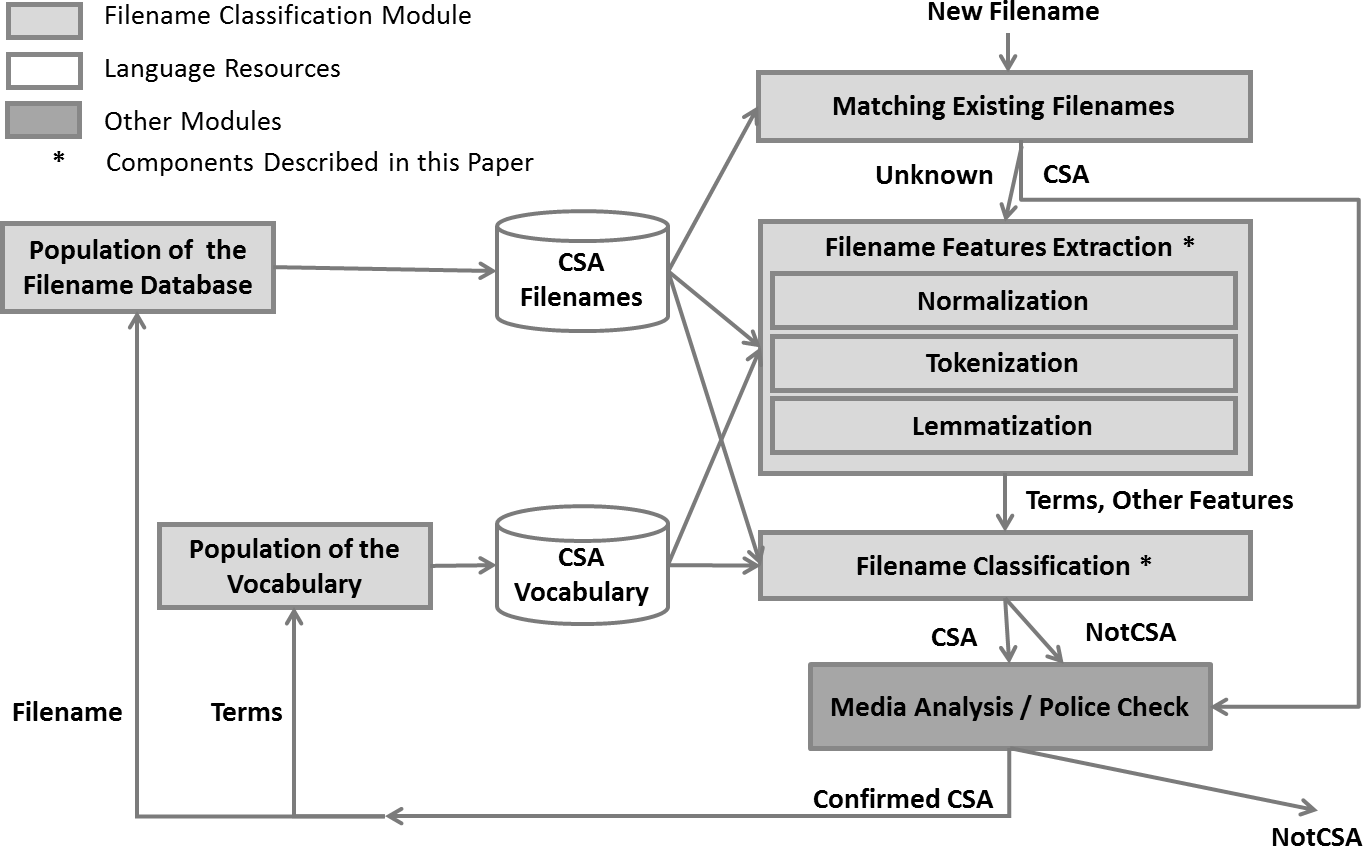 Filename Classification Module
Language Resources
Other Modules
* Components Described in this Paper
New Filename
Matching Existing Filenames
Unknown
CSA
Population of the
Filename Database
CSA
Filenames
Filename Features Extraction *
Normalization
Tokenization
Lemmatization
Terms, Other Features
Population of the
Vocabulary
CSA
Vocabulary
Filename Classification *
CSA
NotCSA
Media Analysis / Police Check
Filename
Terms
Confirmed CSA
NotCSA